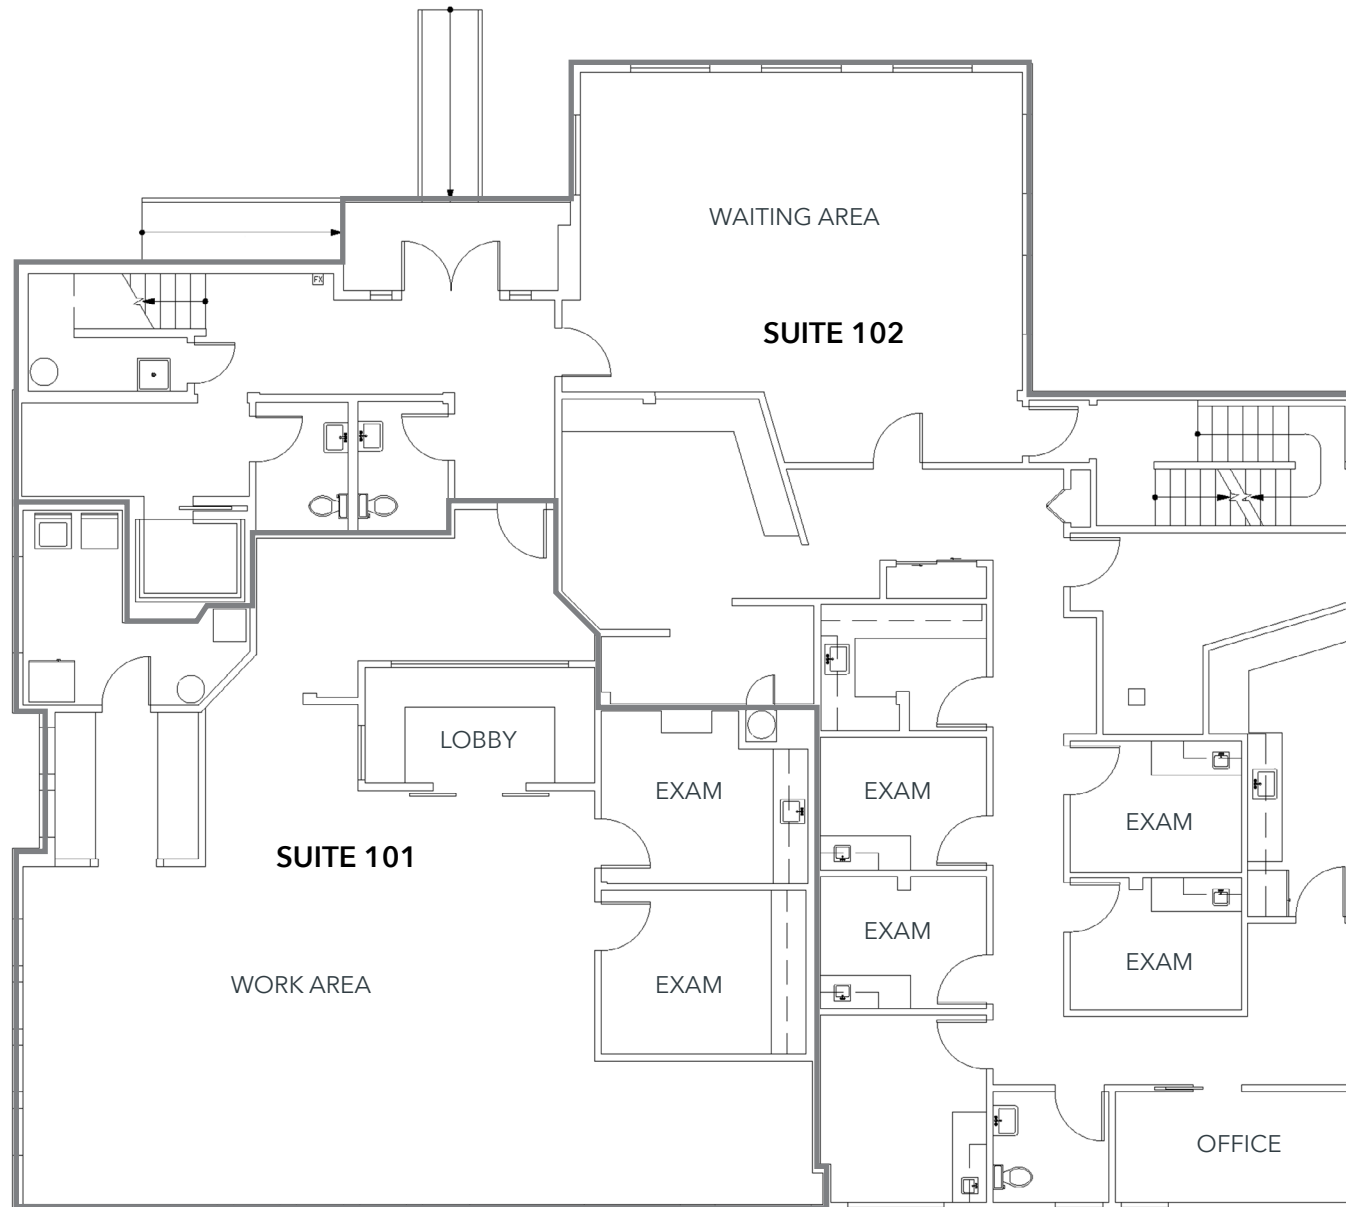 WAITING AREA
FX
SUITE 102
LOBBY
EXAM
EXAM
EXAM
SUITE 101
EXAM
EXAM
EXAM
WORK AREA
EXAM
OFFICE